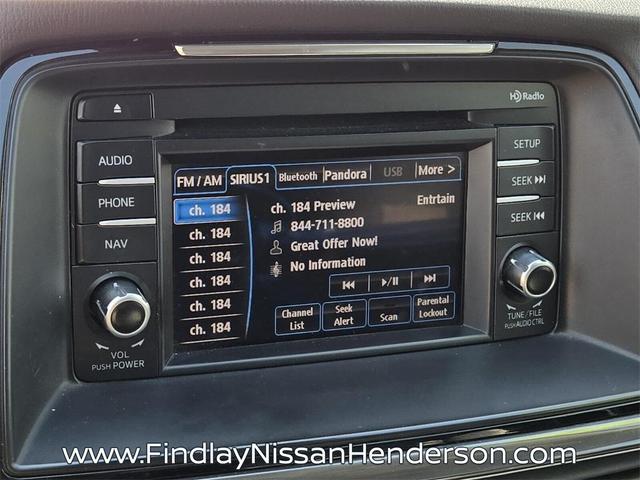 HD Radio
AUDIO
PHONE
NAV
VOL
PUSH POWER
FM / AM SIRIUS1 Bluetooth Pandora USB More >
ch. 184
ch. 184
ch. 184
ch. 184
ch. 184
ch. 184
ch. 184 Preview Entrtain
844-711-8800
Great Offer Now!
No Information
Channel List
Seek Alert
Scan
Parental Lockout
SETUP
SEEK
SEEK
TUNE/FILE
PUSH AUDIO CTRL
www.FindlayNissanHenderson.com